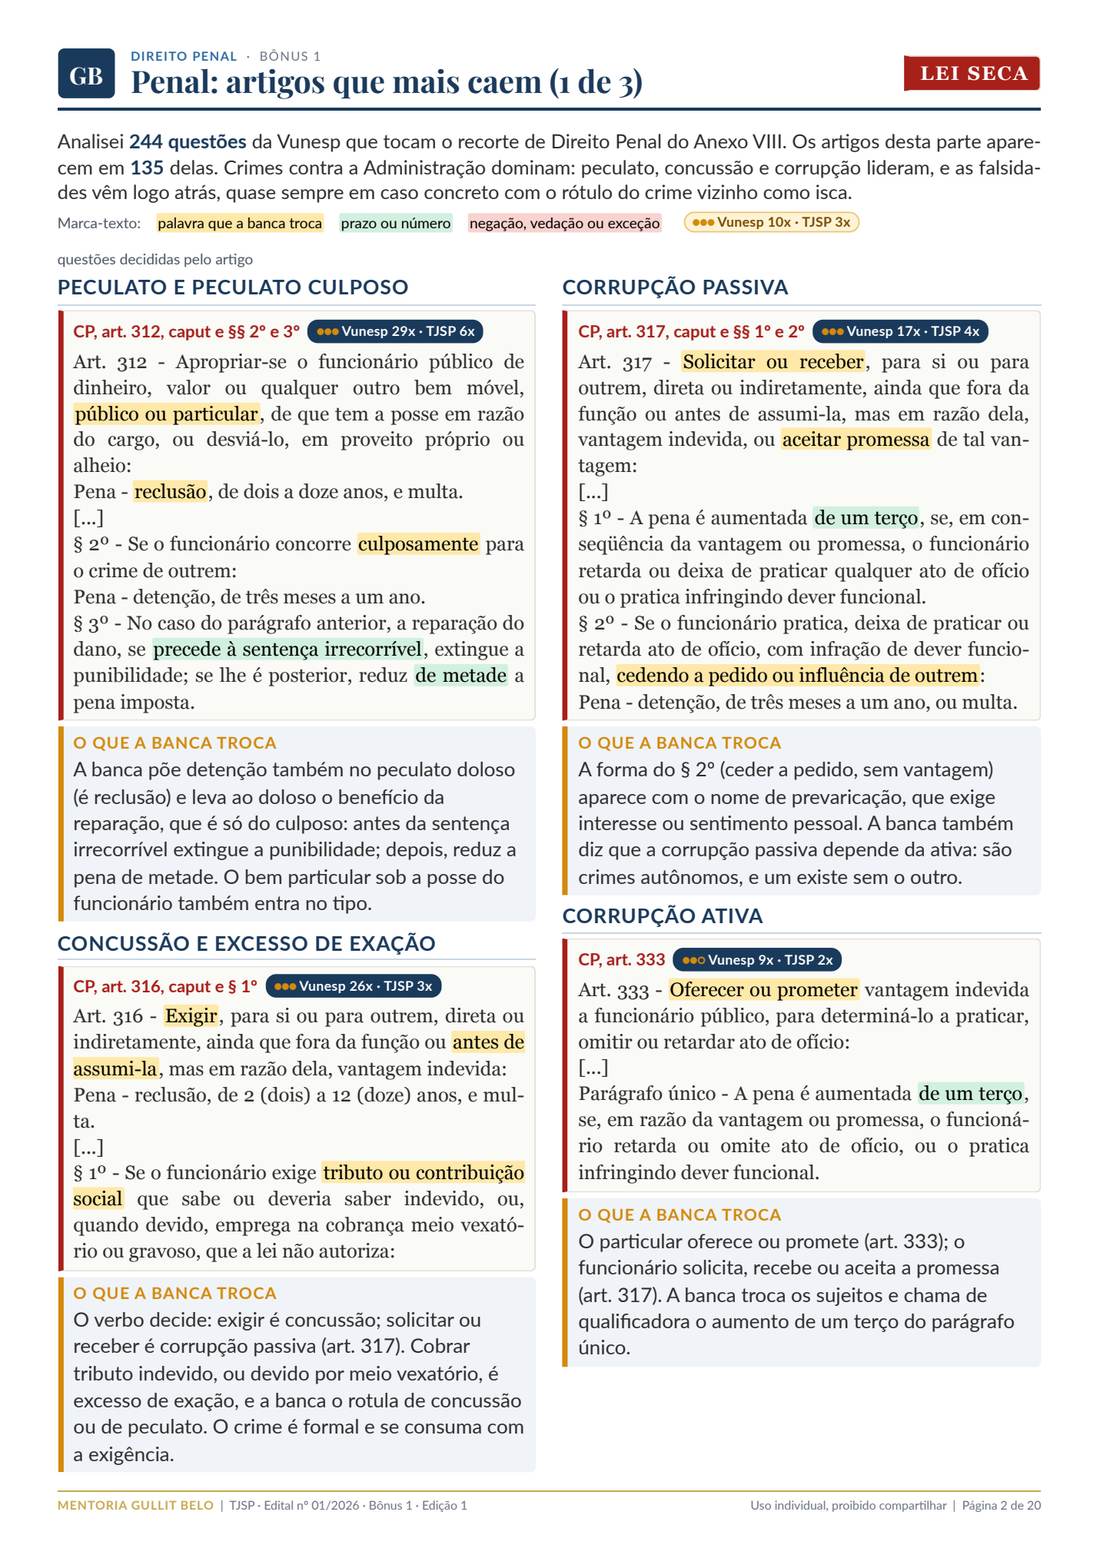 GB
DIREITO PENAL · BÔNUS 1
Penal: artigos que mais caem (1 de 3)
LEI SECA
Analisei 244 questões da Vunesp que tocam o recorte de Direito Penal do Anexo VIII. Os artigos desta parte apare-
cem em 135 delas. Crimes contra a Administração dominam: peculato, concussão e corrupção lideram, e as falsida-
des vêm logo atrás, quase sempre em caso concreto com o rótulo do crime vizinho como isca.
Marca-texto: palavra que a banca troca prazo ou número negação, vedação ou exceção ●●● Vunesp 10x · TJSP 3x
questões decididas pelo artigo
PECULATO E PECULATO CULPOSO
CP, art. 312, caput e §§ 2º e 3º ●●● Vunesp 29x · TJSP 6x
Art. 312 - Apropriar-se o funcionário público de
dinheiro, valor ou qualquer outro bem móvel,
público ou particular, de que tem a posse em razão
do cargo, ou desviá-lo, em proveito próprio ou
alheio:
Pena - reclusão, de dois a doze anos, e multa.
[...]
§ 2º - Se o funcionário concorre culposamente para
o crime de outrem:
Pena - detenção, de três meses a um ano.
§ 3º - No caso do parágrafo anterior, a reparação do
dano, se precede à sentença irrecorrível, extingue a
punibilidade; se lhe é posterior, reduz de metade a
pena imposta.
O QUE A BANCA TROCA
A banca põe detenção também no peculato doloso
(é reclusão) e leva ao doloso o benefício da
reparação, que é só do culposo: antes da sentença
irrecorrível extingue a punibilidade; depois, reduz a
pena de metade. O bem particular sob a posse do
funcionário também entra no tipo.
CONCUSSÃO E EXCESSO DE EXAÇÃO
CP, art. 316, caput e § 1º ●●● Vunesp 26x · TJSP 3x
Art. 316 - Exigir, para si ou para outrem, direta ou
indiretamente, ainda que fora da função ou antes de
assumi-la, mas em razão dela, vantagem indevida:
Pena - reclusão, de 2 (dois) a 12 (doze) anos, e mul-
ta.
[...]
§ 1º - Se o funcionário exige tributo ou contribuição
social que sabe ou deveria saber indevido, ou,
quando devido, emprega na cobrança meio vexató-
rio ou gravoso, que a lei não autoriza:
O QUE A BANCA TROCA
O verbo decide: exigir é concussão; solicitar ou
receber é corrupção passiva (art. 317). Cobrar
tributo indevido, ou devido por meio vexatório, é
excesso de exação, e a banca o rotula de concussão
ou de peculato. O crime é formal e se consuma com
a exigência.
CORRUPÇÃO PASSIVA
CP, art. 317, caput e §§ 1º e 2º ●●● Vunesp 17x · TJSP 4x
Art. 317 - Solicitar ou receber, para si ou para
outrem, direta ou indiretamente, ainda que fora da
função ou antes de assumi-la, mas em razão dela,
vantagem indevida, ou aceitar promessa de tal van-
tagem:
[...]
§ 1º - A pena é aumentada de um terço, se, em con-
seqüência da vantagem ou promessa, o funcionário
retarda ou deixa de praticar qualquer ato de ofício
ou o pratica infringindo dever funcional.
§ 2º - Se o funcionário pratica, deixa de praticar ou
retarda ato de ofício, com infração de dever funcio-
nal, cedendo a pedido ou influência de outrem:
Pena - detenção, de três meses a um ano, ou multa.
O QUE A BANCA TROCA
A forma do § 2º (ceder a pedido, sem vantagem)
aparece com o nome de prevaricação, que exige
interesse ou sentimento pessoal. A banca também
diz que a corrupção passiva depende da ativa: são
crimes autônomos, e um existe sem o outro.
CORRUPÇÃO ATIVA
CP, art. 333 ●●○ Vunesp 9x · TJSP 2x
Art. 333 - Oferecer ou prometer vantagem indevida
a funcionário público, para determiná-lo a praticar,
omitir ou retardar ato de ofício:
[...]
Parágrafo único - A pena é aumentada de um terço,
se, em razão da vantagem ou promessa, o funcioná-
rio retarda ou omite ato de ofício, ou o pratica
infringindo dever funcional.
O QUE A BANCA TROCA
O particular oferece ou promete (art. 333); o
funcionário solicita, recebe ou aceita a promessa
(art. 317). A banca troca os sujeitos e chama de
qualificadora o aumento de um terço do parágrafo
único.
MENTORIA GULLIT BELO | TJSP · Edital nº 01/2026 · Bônus 1 · Edição 1
Uso individual, proibido compartilhar | Página 2 de 20